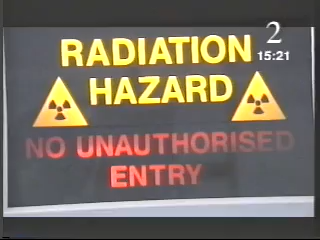 2
15:21
RADIATION
HAZARD
NO UNAUTHORISED
ENTRY